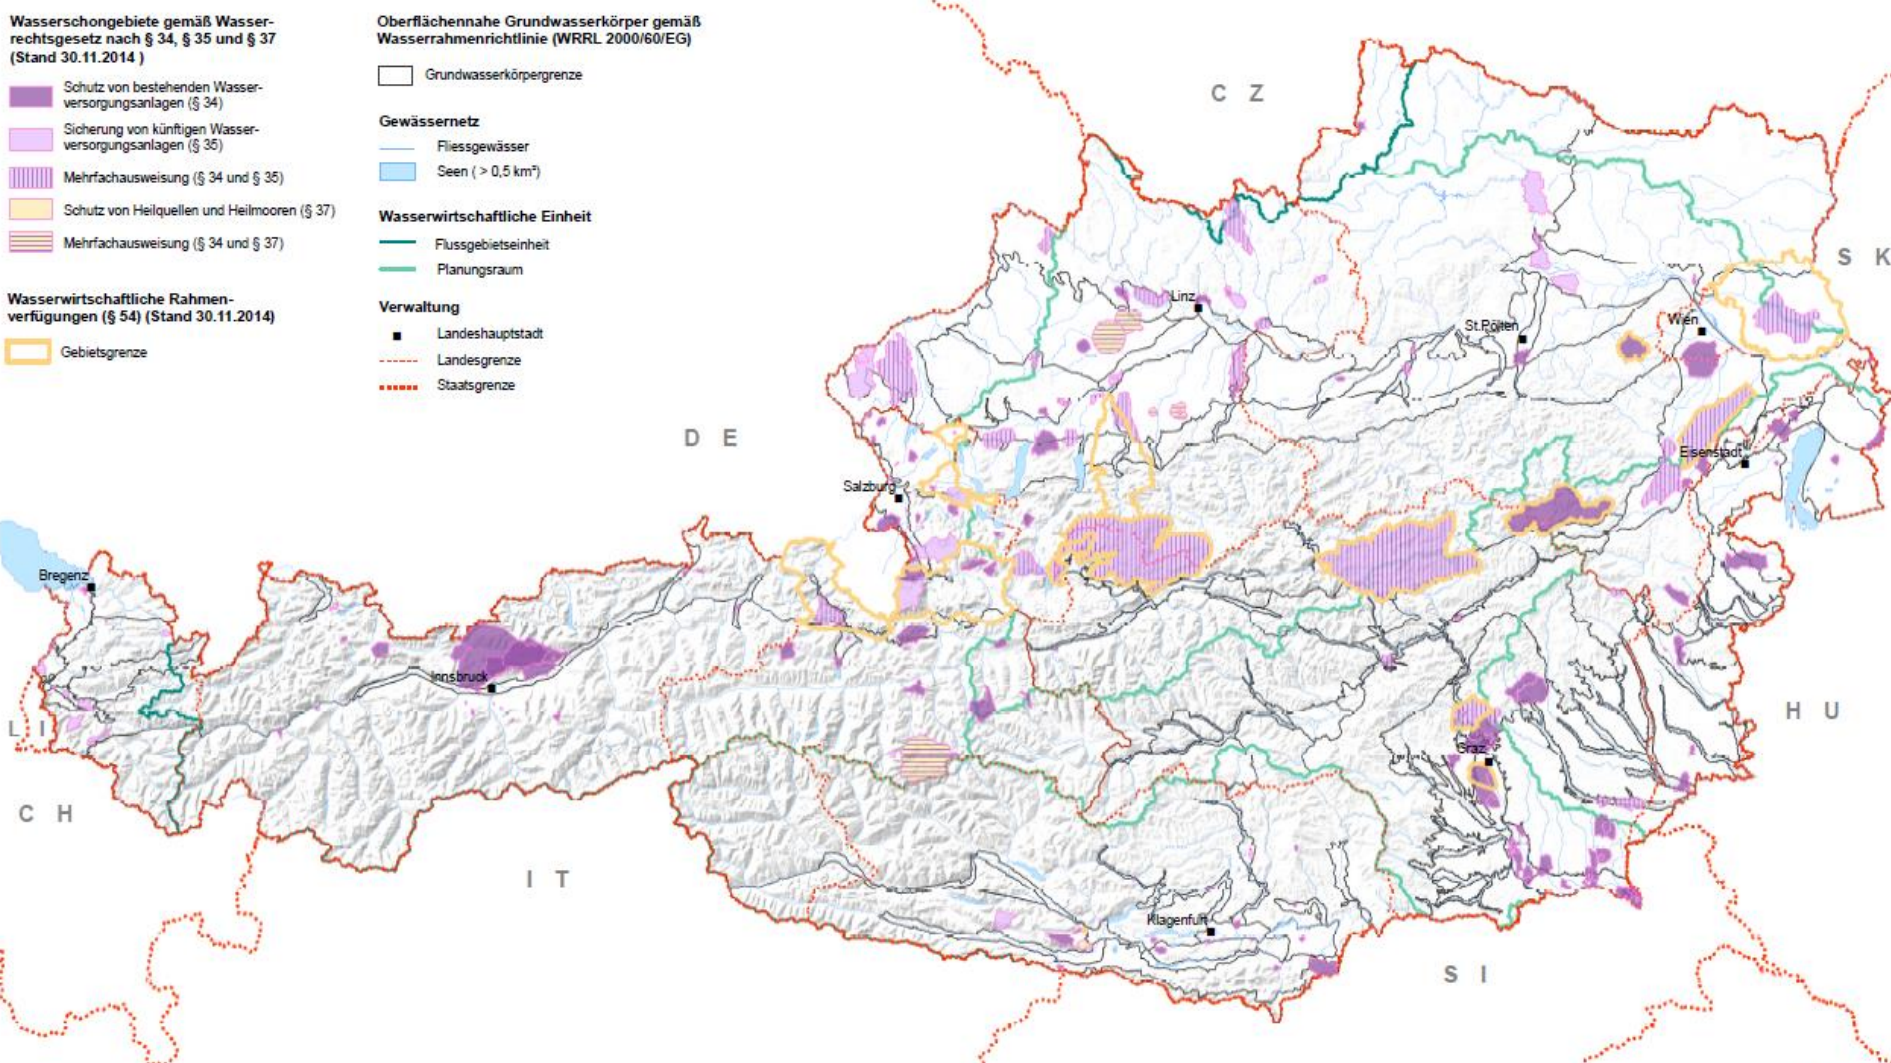 Wasserschongebiete gemäß Wasser-
rechtsgesetz nach § 34, § 35 und § 37
(Stand 30.11.2014 )
Schutz von bestehenden Wasser-
versorgungsanlagen (§ 34)
Sicherung von künftigen Wasser-
versorgungsanlagen (§ 35)
Mehrfachausweisung (§ 34 und § 35)
Schutz von Heilquellen und Heilmooren (§ 37)
Mehrfachausweisung (§ 34 und § 37)
Wasserwirtschaftliche Rahmen-
verfügungen (§ 54) (Stand 30.11.2014)
Gebietsgrenze
Oberflächennahe Grundwasserkörper gemäß
Wasserrahmenrichtlinie (WRRL 2000/60/EG)
Grundwasserkörpergrenze
Gewässernetz
Fliessgewässer
Seen ( > 0,5 km²)
Wasserwirtschaftliche Einheit
Flussgebietseinheit
Planungsraum
Verwaltung
Landeshauptstadt
Landesgrenze
Staatsgrenze
C Z
S K
Linz
St.Pölten
Wien
D E
Eisenstadt
Salzburg
Bregenz
Innsbruck
L I
H U
Graz
C H
I T
Klagenfurt
S I